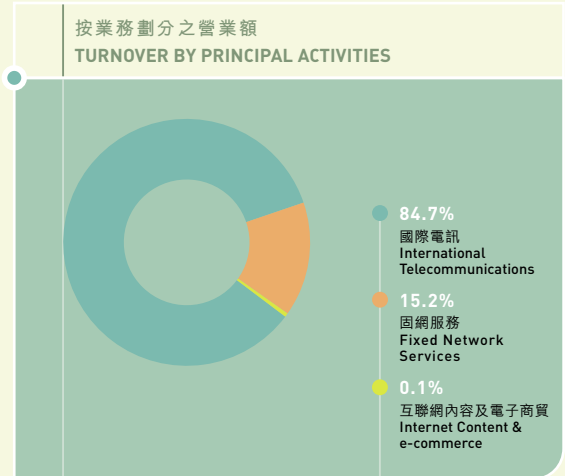 按業務劃分之營業額
TURNOVER BY PRINCIPAL ACTIVITIES
84.7%
國際電訊
International
Telecommunications
15.2%
固網服務
Fixed Network
Services
0.1%
互聯網內容及電子商貿
Internet Content &
e-commerce